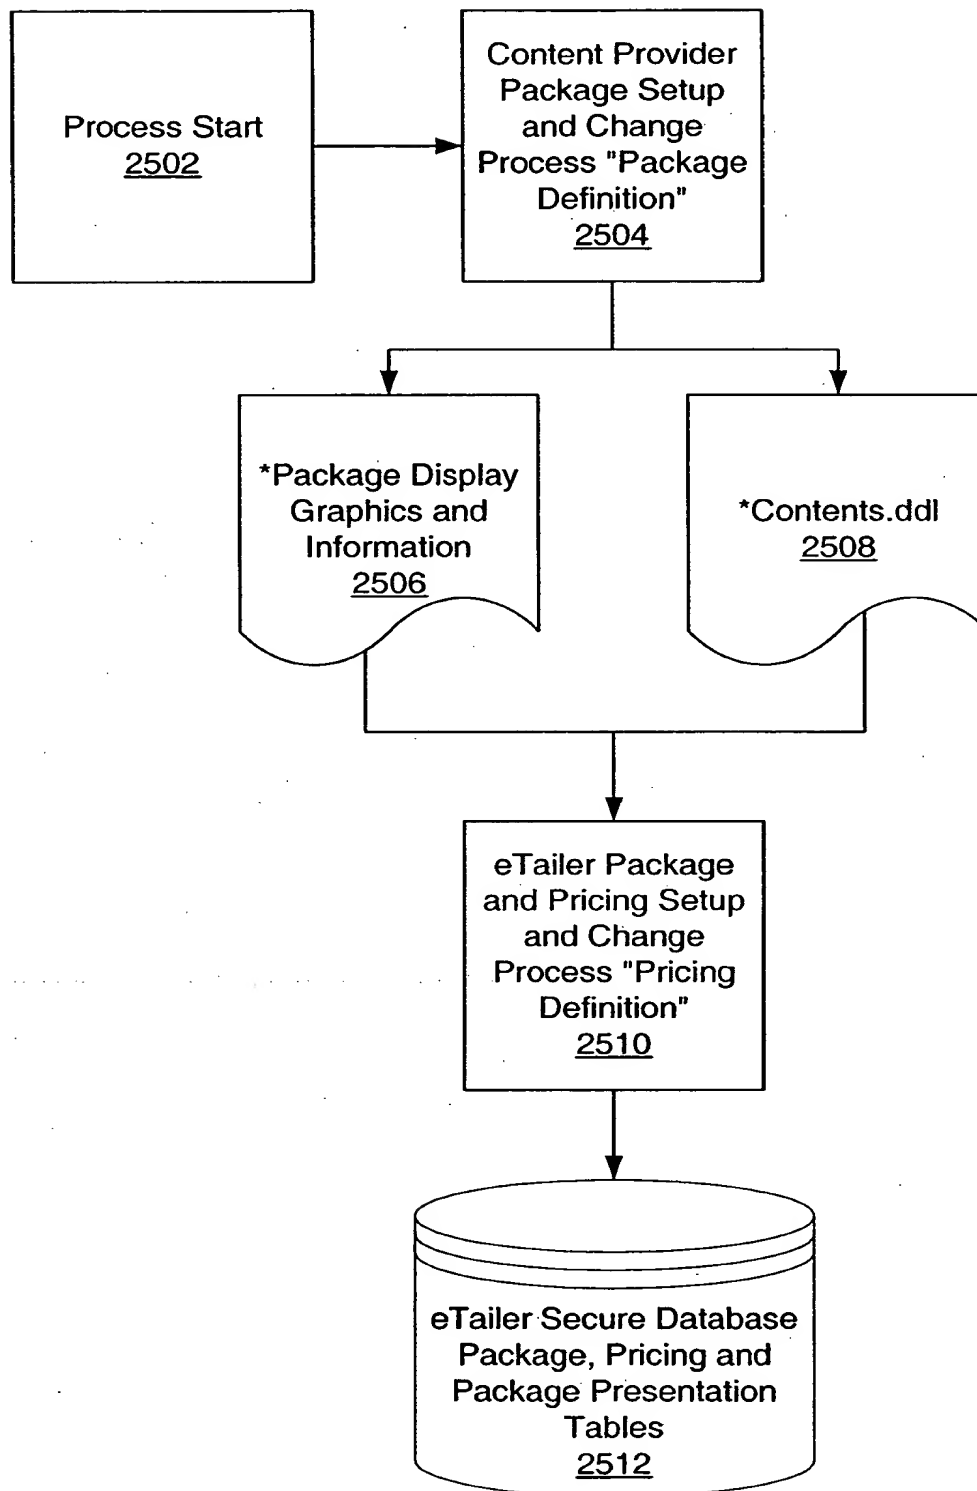 Process Start
2502
Content Provider
Package Setup
and Change
Process "Package
Definition"
2504
*Package Display
Graphics and
Information
2506
*Contents.ddl
2508
eTailer Package
and Pricing Setup
and Change
Process "Pricing
Definition"
2510
eTailer Secure Database
Package, Pricing and
Package Presentation
Tables
2512